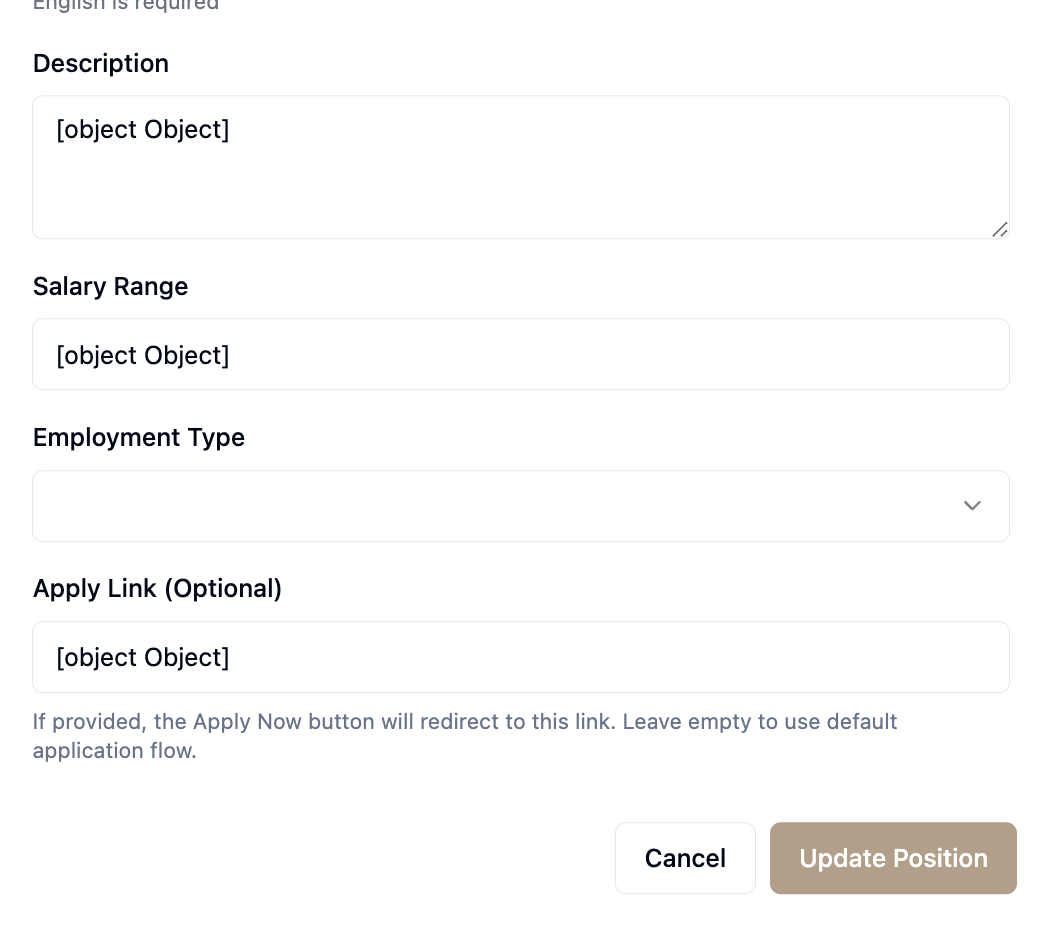 English is required
Description
[object Object]
Salary Range
[object Object]
Employment Type
Apply Link (Optional)
[object Object]
If provided, the Apply Now button will redirect to this link. Leave empty to use default
application flow.
Cancel
Update Position